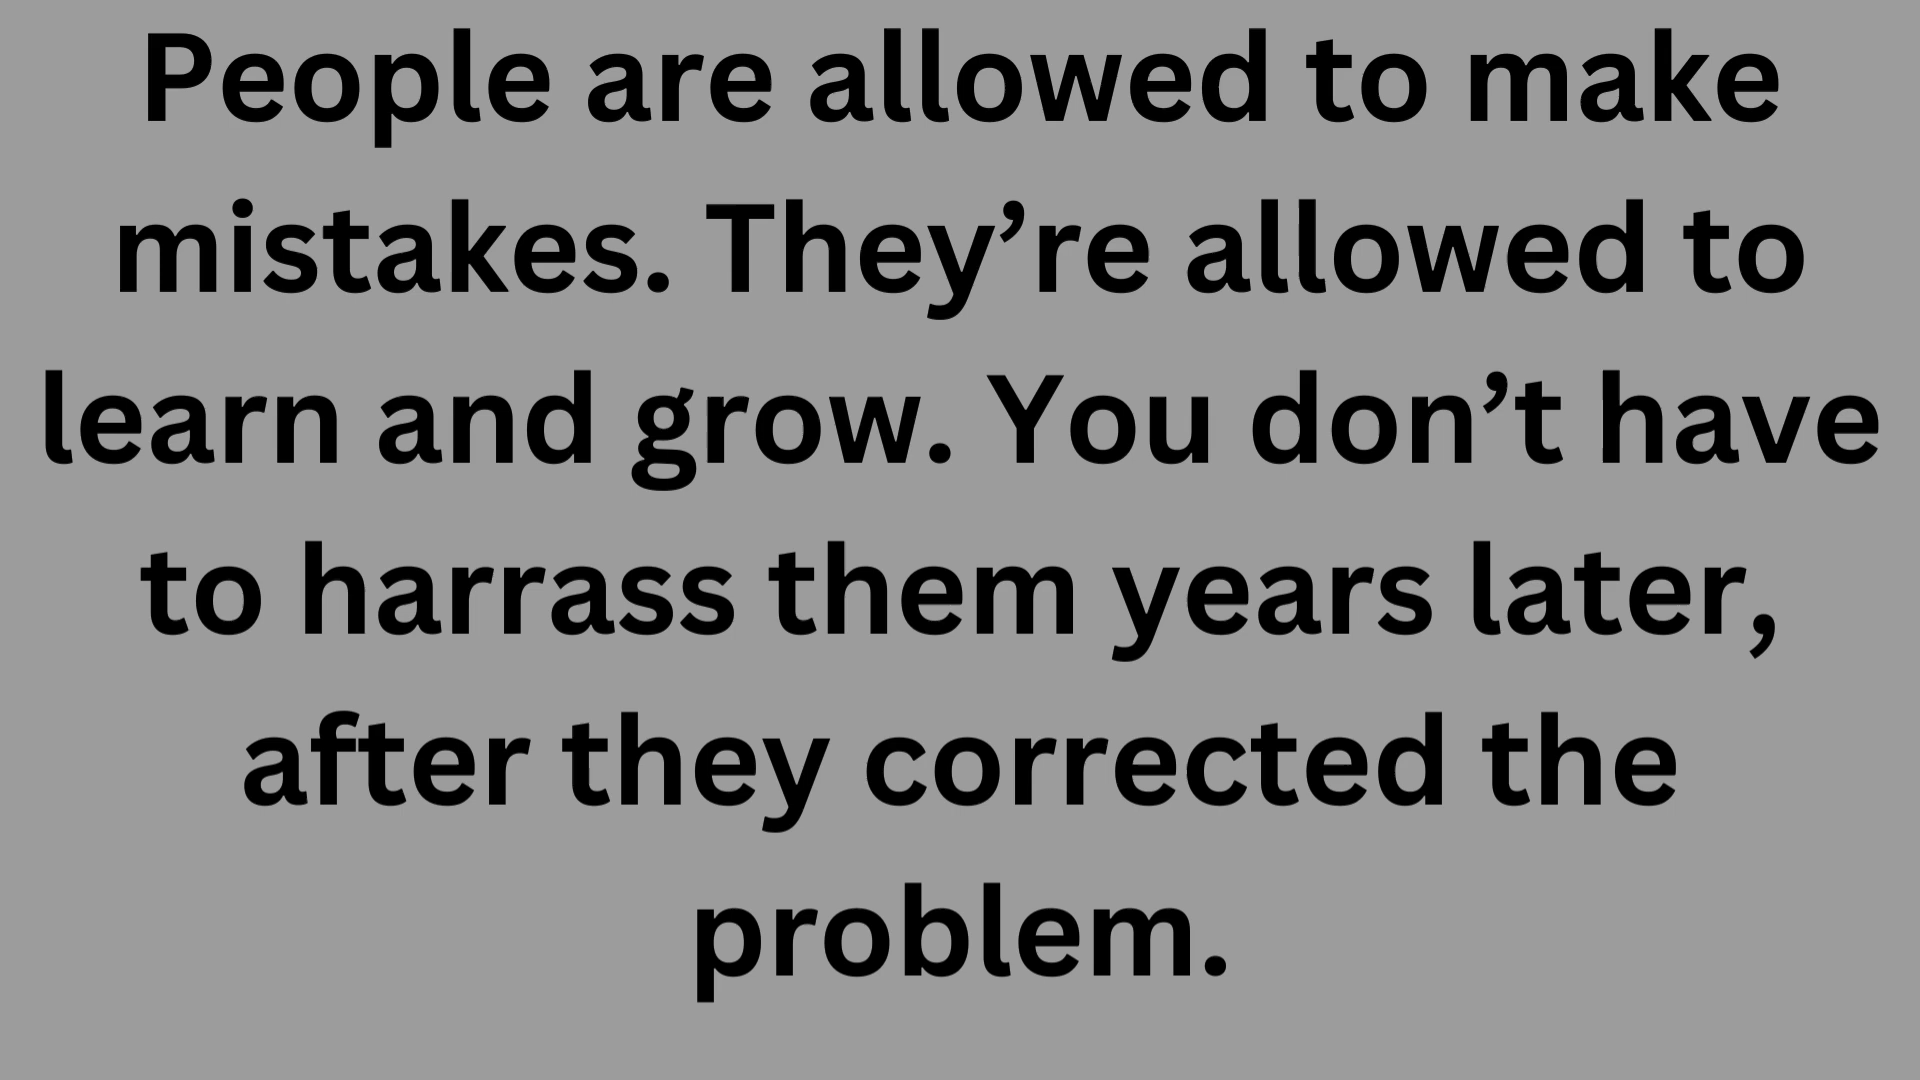 People are allowed to make
mistakes. They’re allowed to
learn and grow. You don’t have
to harrass them years later,
after they corrected the
problem.